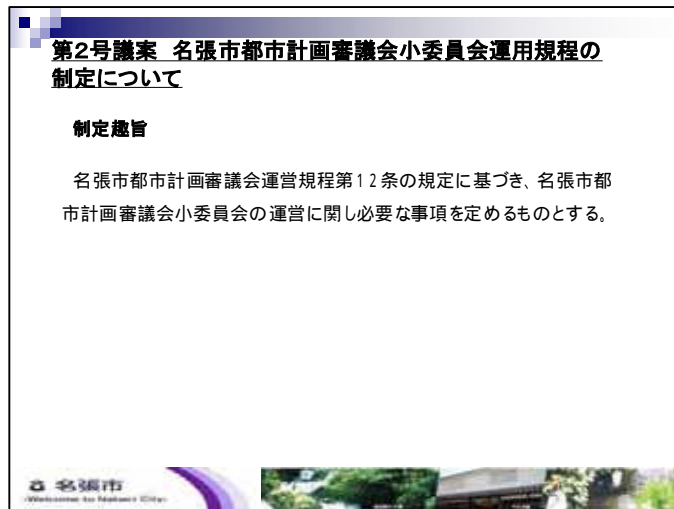 第2号議案 名張市都市計画審議会小委員会運用規程の
制定について
制定趣旨
名張市都市計画審議会運営規程第12条の規定に基づき、名張市都
市計画審議会小委員会の運営に関し必要な事項を定めるものとする。
名張市
-Welcome to Nabari City-